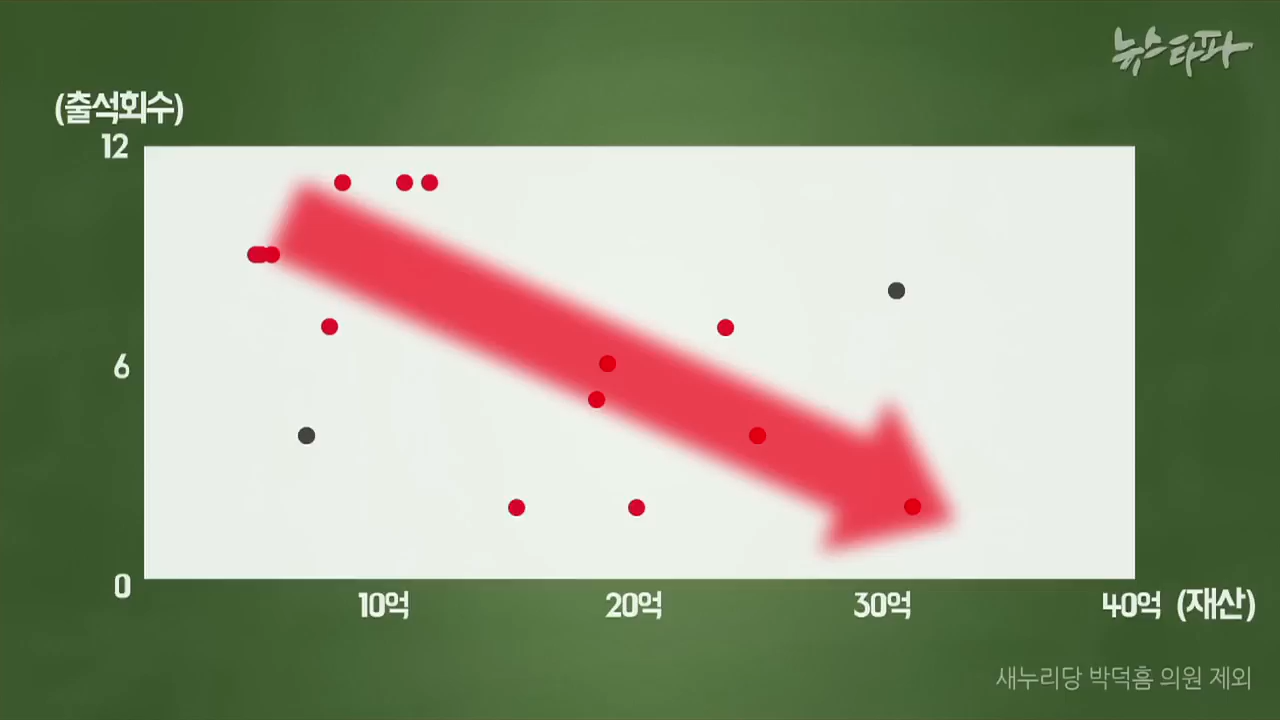 뉴스타파
(출석회수)
12
6
0
10억 20억 30억 40억 (재산)
새누리당 박덕흠 의원 제외